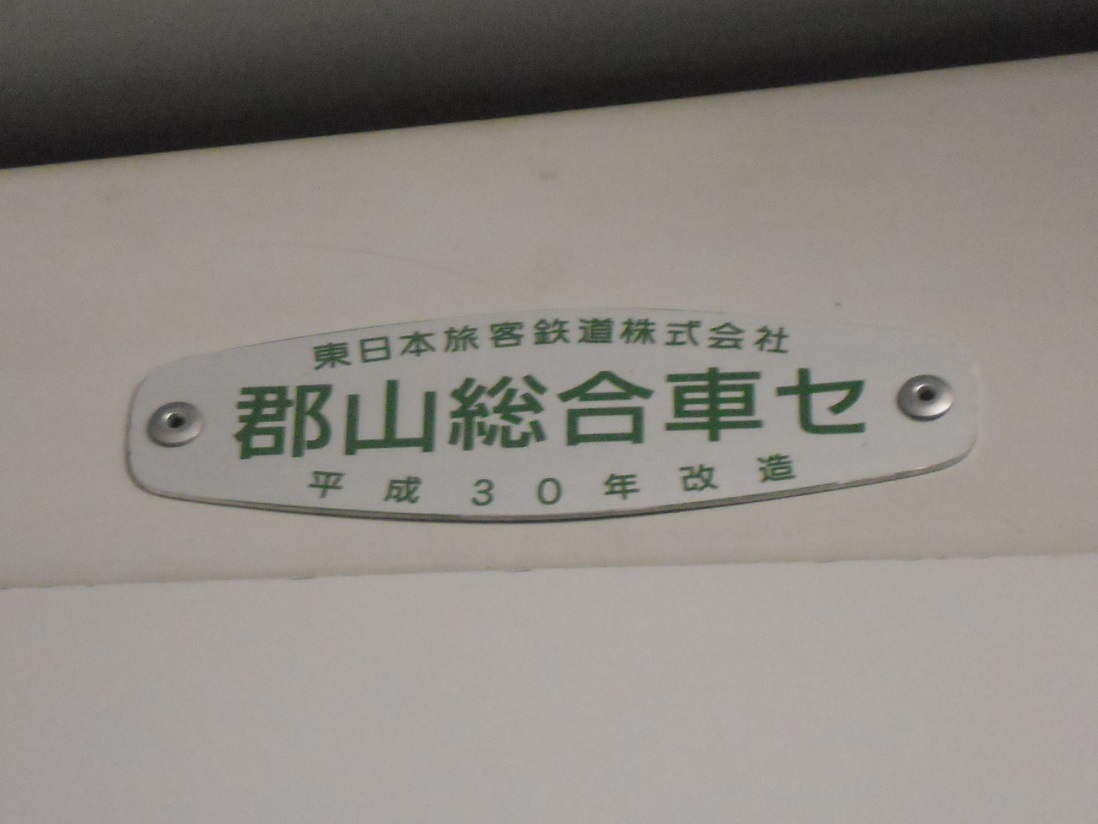 東日本旅客鉄道株式会社
郡山総合車セ
平成30年改造